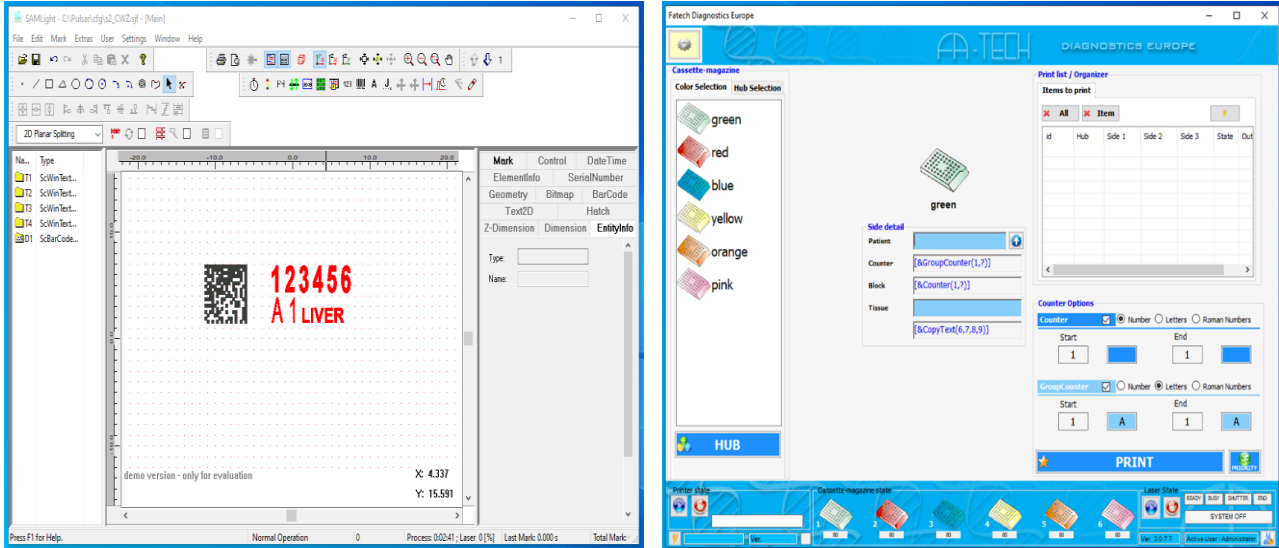 SAMLight - C:\Pulsar\cfg\s2_CWZ.sjf - [Main]
File Edit Mark Extras User Settings Window Help
1
123
2D Planar Splitting
Na... Type
T1 ScWinText...
T2 ScWinText...
T3 ScWinText...
T4 ScWinText...
D1 ScBarCode...
-20.0 -10.0 0.0 10.0 20.0
10.0
0.0
-10.0
123456
A 1 LIVER
demo version - only for evaluation
X: 4.337
Y: 15.591
Mark Control DateTime
ElementInfo SerialNumber
Geometry Bitmap BarCode
Text2D Hatch
Z-Dimension Dimension EntityInfo
Type:
Name:
Press F1 for Help. Normal Operation 0 Process: 0:02:41 ; Laser 0 [%] Last Mark: 0.000 s Total Mark:
Fatech Diagnostics Europe
FA-TECH DIAGNOSTICS EUROPE
Cassette-magazine
Color Selection Hub Selection
green
red
blue
yellow
orange
pink
HUB
green
Side detail
Patient
Counter [&GroupCounter(1,?)]
Block [&Counter(1,?)]
Tissue
[&CopyText(6,7,8,9)]
Print list / Organizer
Items to print
All Item
id Hub Side 1 Side 2 Side 3 State Out
Counter Options
Counter Number Letters Roman Numbers
Start End
1 1
GroupCounter Number Letters Roman Numbers
Start End
1 A 1 A
PRINT
PRIORITY
Printer state
Ver.
Cassette-magazine state
1 2 3 4 5 6
80 80 80 80 80 80
Laser State
READY BUSY SHUTTER END
SYSTEM OFF
Ver. 3.0.7.7 Active User : Administrator